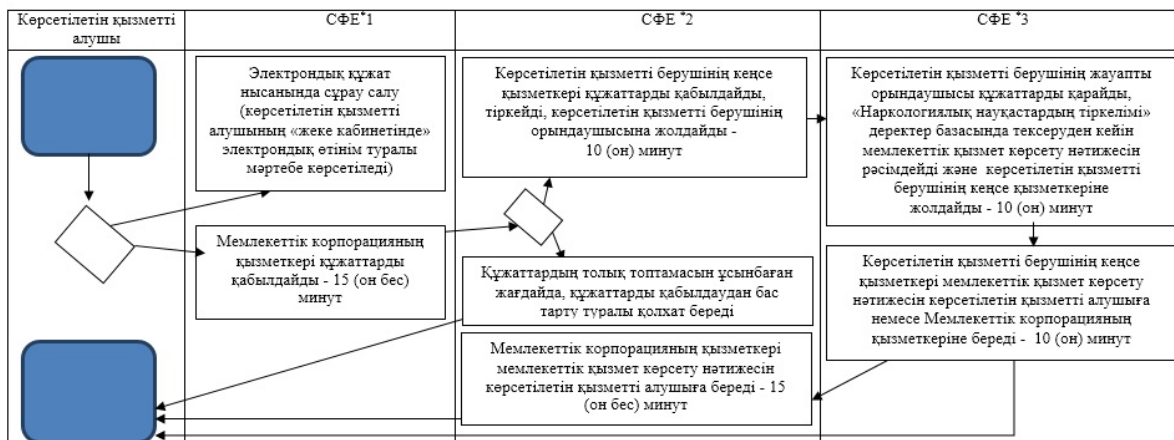 Көрсетілетін қызметті
алушы
СФЕ*1
СФЕ *2
СФЕ *3
Электрондық құжат
нысанында сұрау салу
(көрсетілетін қызметті
алушының «жеке кабинетінде»
электрондық өтінім туралы
мәртебе көрсетіледі)
Мемлекеттік корпорацияның
қызметкері құжаттарды
қабылдайды - 15 (он бес)
минут
Көрсетілетін қызметті берушінің кеңсе
қызметкері құжаттарды қабылдайды,
тіркейді, көрсетілетін қызметті берушінің
орындаушысына жолдайды -
10 (он) минут
Құжаттардың толық топтамасын ұсынбаған
жағдайда, құжаттарды қабылдаудан бас
тарту туралы қолхат береді
Мемлекеттік корпорацияның қызметкері
мемлекеттік қызмет көрсету нәтижесін
көрсетілетін қызметті алушыға береді - 15
(он бес) минут
Көрсетілетін қызметті берушінің жауапты
орындаушысы құжаттарды қарайды,
«Наркологиялық науқастардың тіркелімі»
деректер базасында тексеруден кейін
мемлекеттік қызмет көрсету нәтижесін
рәсімдейді және көрсетілетін қызметті
берушінің кеңсе қызметкеріне
жолдайды - 10 (он) минут
Көрсетілетін қызметті берушінің кеңсе
қызметкері мемлекеттік қызмет көрсету
нәтижесін көрсетілетін қызметті алушыға
немесе Мемлекеттік корпорацияның
қызметкеріне береді - 10 (он) минут